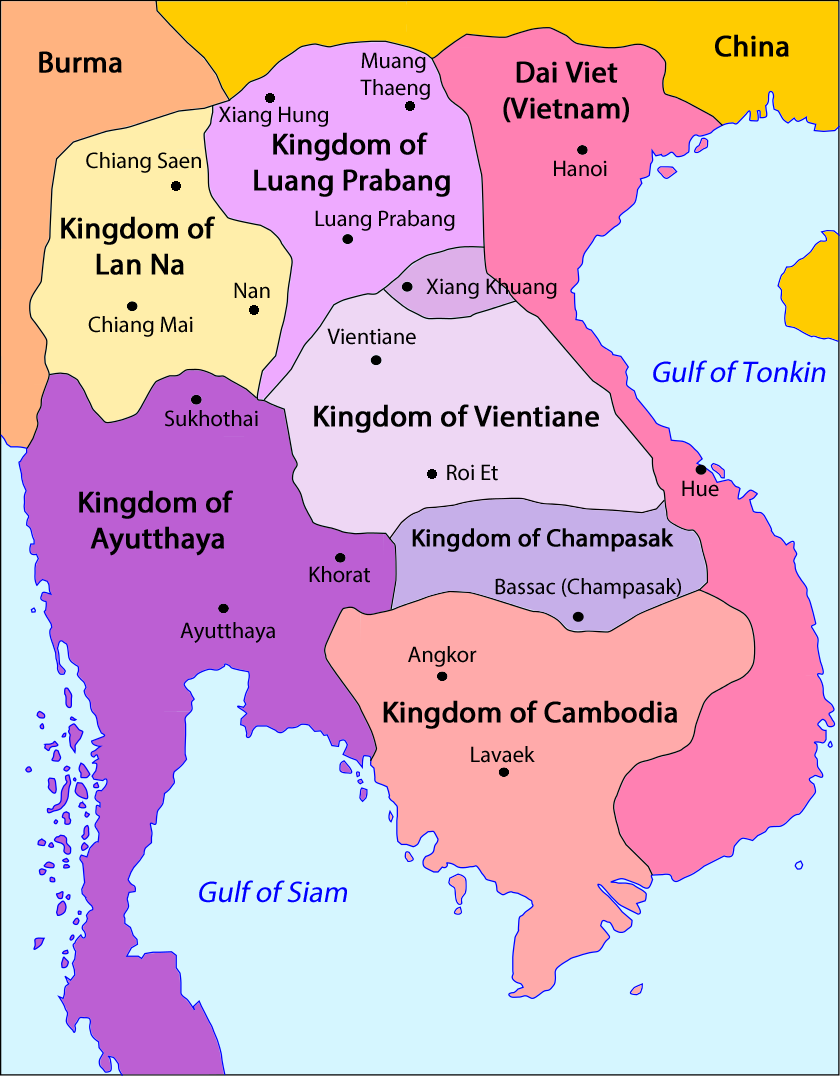 Burma
China
Muang
Thaeng
Dai Viet
(Vietnam)
Xiang Hung
Kingdom of
Luang Prabang
Hanoi
Chiang Saen
Luang Prabang
Kingdom of
Lan Na
Nan
Xiang Khuang
Chiang Mai
Vientiane
Gulf of Tonkin
Sukhothai
Kingdom of Vientiane
Roi Et
Hue
Kingdom of
Ayutthaya
Kingdom of Champasak
Khorat
Bassac (Champasak)
Ayutthaya
Angkor
Kingdom of Cambodia
Lavaek
Gulf of Siam